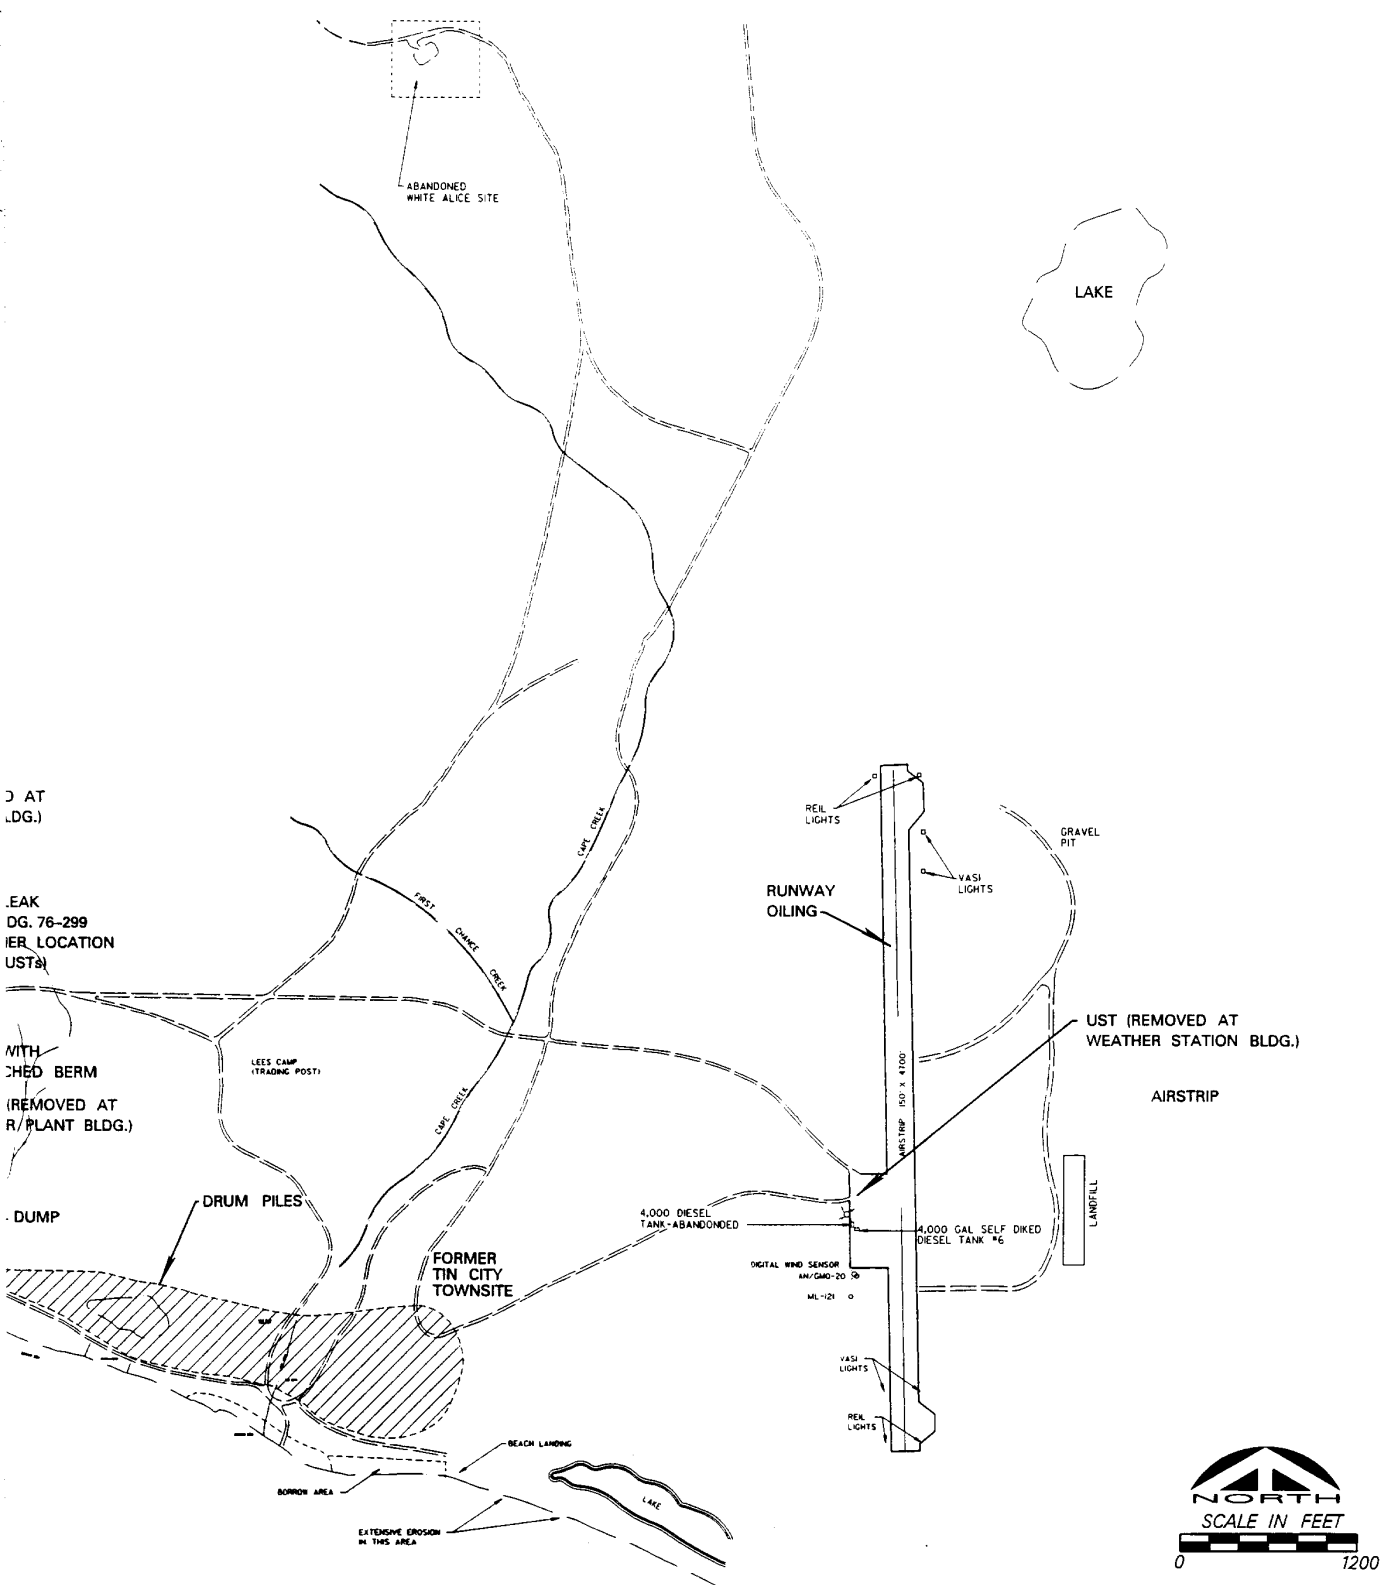 ABANDONED
WHITE ALICE SITE
LAKE
D AT
LDG.)
REIL
LIGHTS
GRAVEL
PIT
CAPE CREEK
VASI
LIGHTS
RUNWAY
OILING
LEAK
DG. 76-299
IER LOCATION
USTs)
FIRST CHANCE CREEK
UST (REMOVED AT
WEATHER STATION BLDG.)
WITH
CHED BERM
LEES CAMP
(TRADING POST)
AIRSTRIP 150' X 4700'
AIRSTRIP
(REMOVED AT
R/PLANT BLDG.)
CAPE CREEK
DRUM PILES
DUMP
4,000 DIESEL
TANK-ABANDONDED
4,000 GAL SELF DIKED
DIESEL TANK #6
LANDFILL
FORMER
TIN CITY
TOWNSITE
DIGITAL WIND SENSOR
AN/GMQ-20
ML-121
VASI
LIGHTS
REIL
LIGHTS
BEACH LANDING
BORROW AREA
LAKE
EXTENSIVE EROSION
IN THIS AREA
NORTH
SCALE IN FEET
0 1200